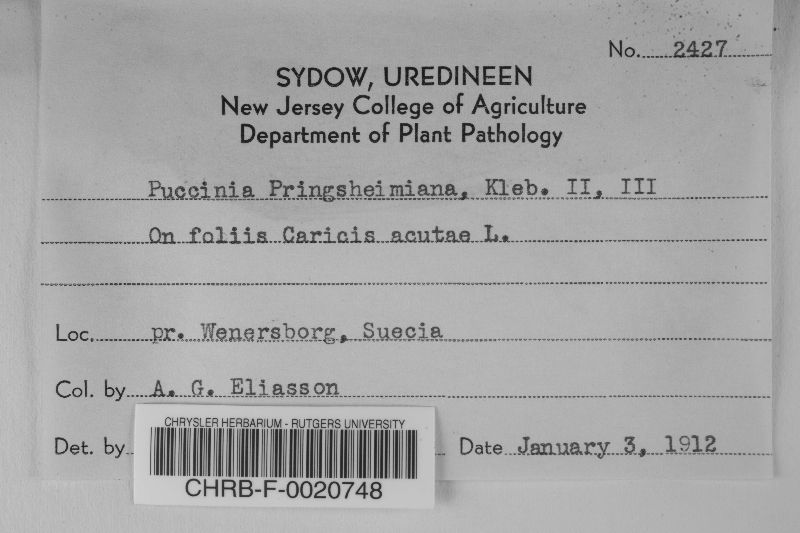 No. 2427
SYDOW, UREDINEEN
New Jersey College of Agriculture
Department of Plant Pathology
Puccinia Pringsheimiana, Kleb. II, III
On foliis Caricis acutae L.
Loc. pr. Wenersborg, Suecia
Col. by A. G. Eliasson
Det. by Date January 3, 1912
CHRYSLER HERBARIUM - RUTGERS UNIVERSITY
CHRB-F-0020748